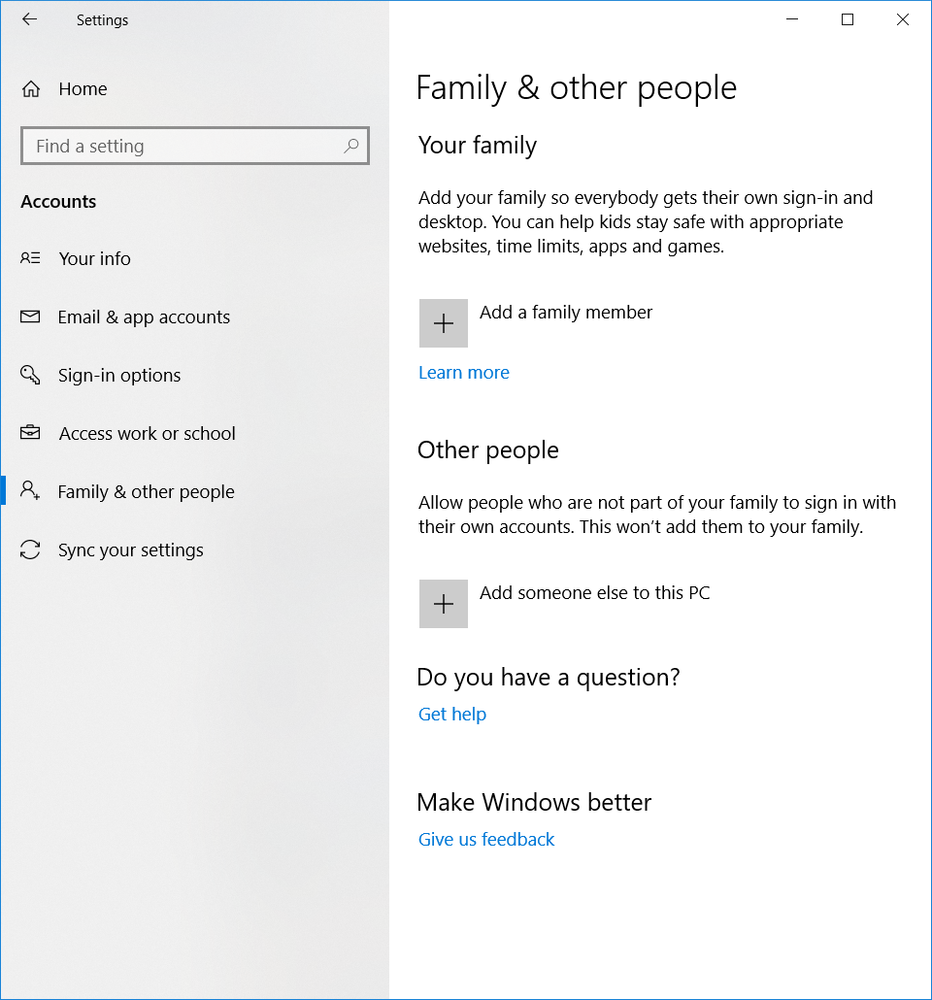 Settings
Home
Find a setting
Accounts
Your info
Email & app accounts
Sign-in options
Access work or school
Family & other people
Sync your settings
Family & other people
Your family
Add your family so everybody gets their own sign-in and
desktop. You can help kids stay safe with appropriate
websites, time limits, apps and games.
Add a family member
Learn more
Other people
Allow people who are not part of your family to sign in with
their own accounts. This won’t add them to your family.
Add someone else to this PC
Do you have a question?
Get help
Make Windows better
Give us feedback